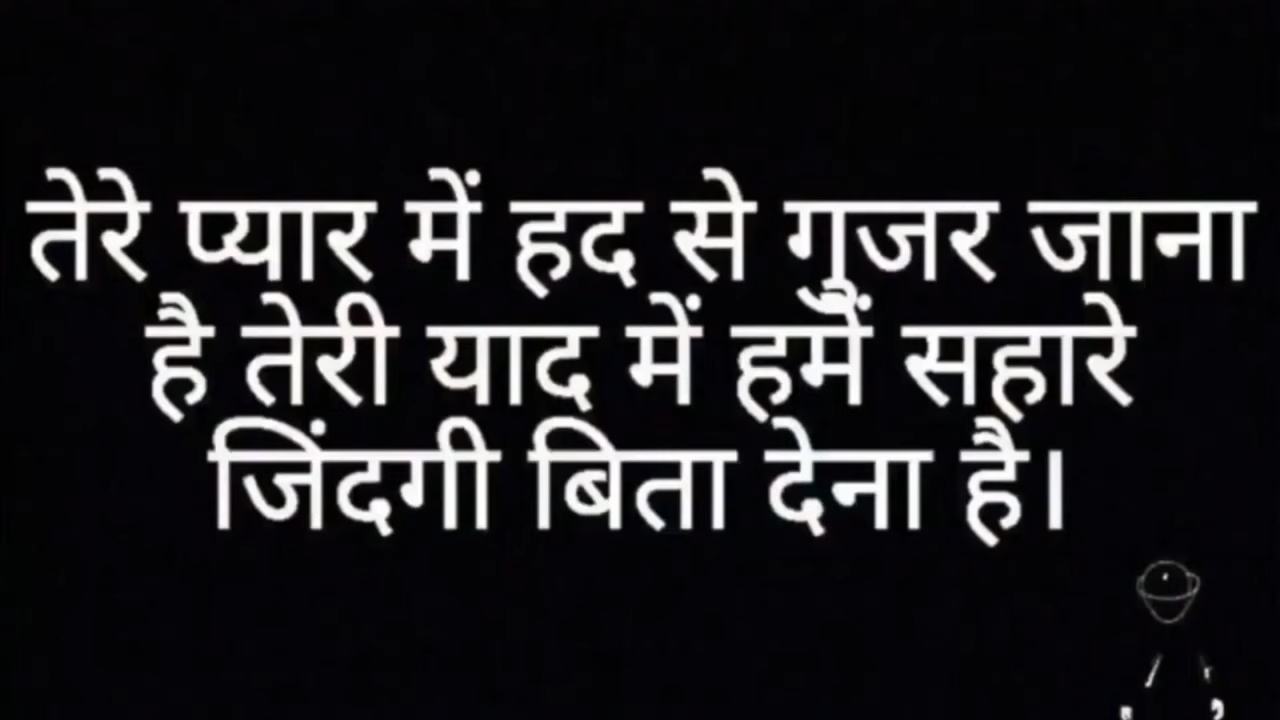 तेरे प्यार में हद से गुजर जाना
है तेरी याद में हमें सहारे
जिंदगी बिता देना है।